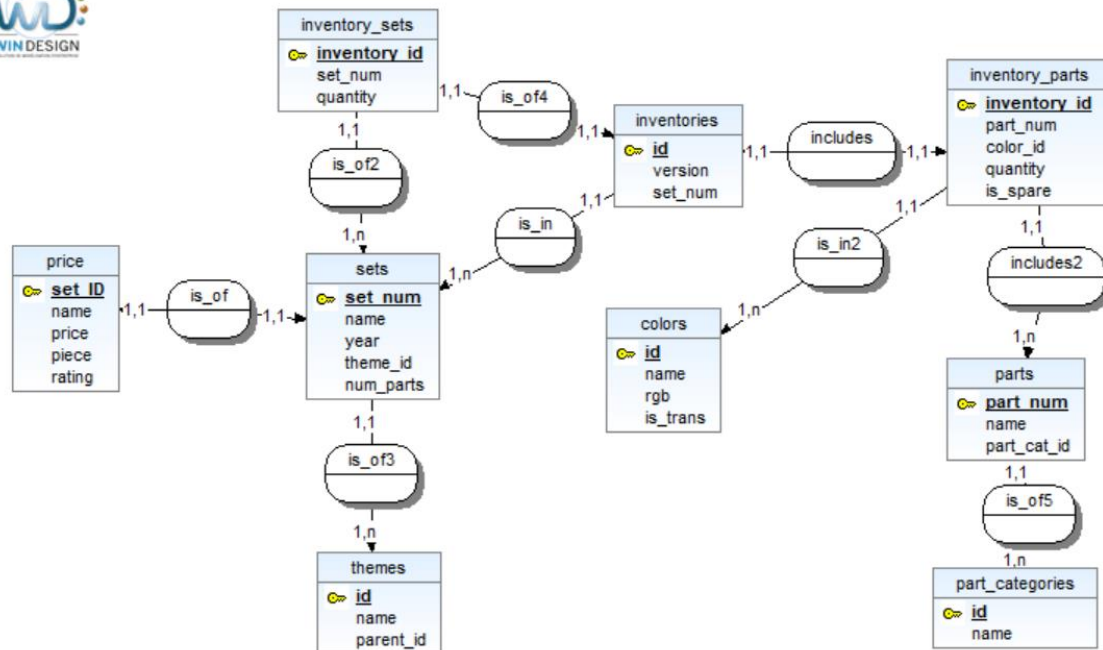 WIN DESIGN
inventory_sets
inventory_id
set_num
quantity
1,1
is_of4
1,1
1,1
is_of2
1,n
inventories
id
version
set_num
1,1
includes
1,1
inventory_parts
inventory_id
part_num
color_id
quantity
is_spare
1,1
is_in
1,n
1,1
is_in2
1,n
1,1
includes2
1,n
price
set_ID
name
price
piece
rating
1,1
is_of
1,1
sets
set_num
name
year
theme_id
num_parts
colors
id
name
rgb
is_trans
parts
part_num
name
part_cat_id
1,1
is_of3
1,n
1,1
is_of5
1,n
themes
id
name
parent_id
part_categories
id
name